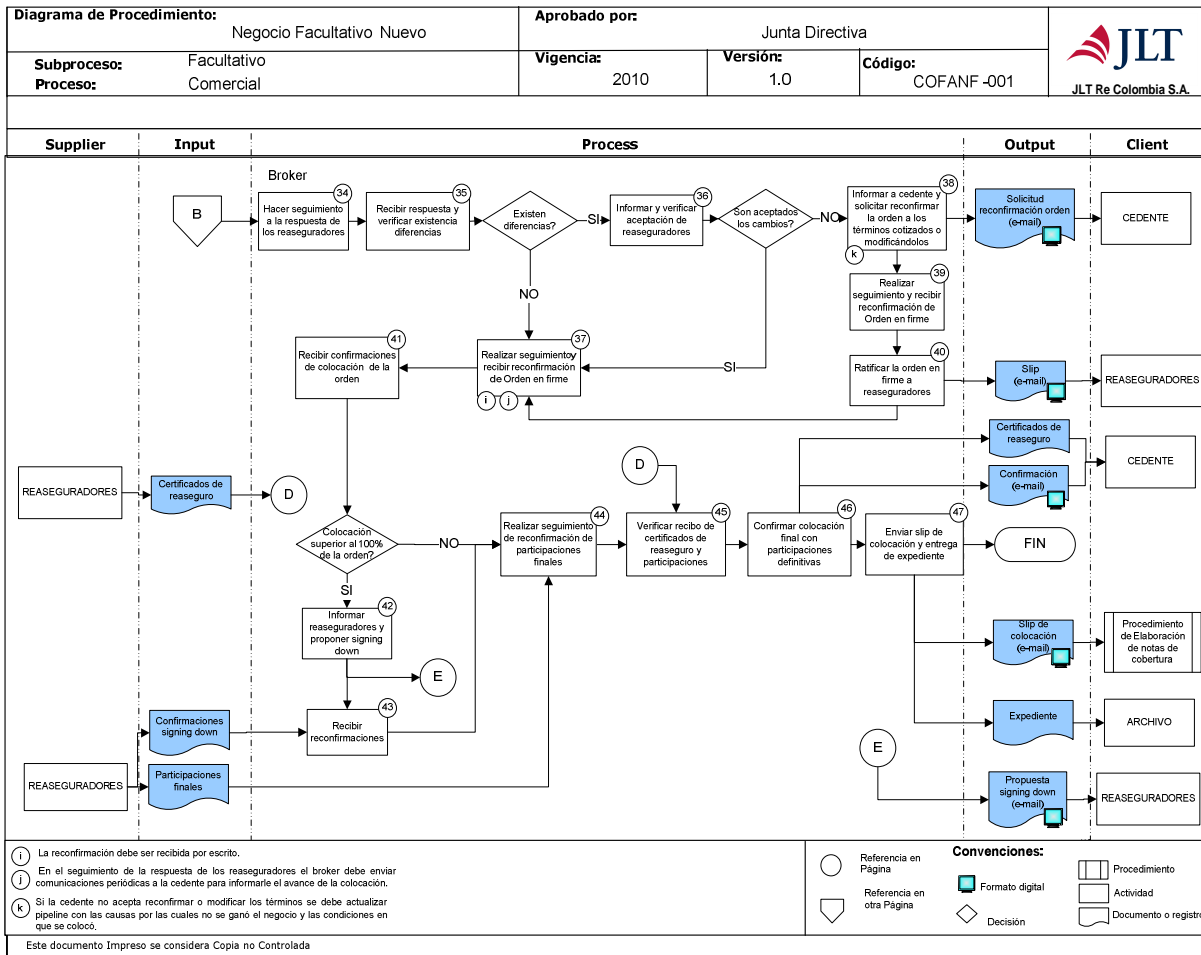 Diagrama de Procedimiento:
Negocio Facultativo Nuevo
Aprobado por:
Junta Directiva
Subproceso:
Facultativo
Proceso:
Comercial
Vigencia:
2010
Versión:
1.0
Código:
COFANF -001
JLT
JLT Re Colombia S.A.
Supplier
Input
Process
Output
Client
Broker
B
34
Hacer seguimiento
a la respuesta de
los reaseguradores
35
Recibir respuesta y
verificar existencia
diferencias
Existen
diferencias?
SI
NO
36
Informar y verificar
aceptación de
reaseguradores
Son aceptados
los cambios?
NO
SI
38
Informar a cedente y
solicitar reconfirmar
la orden a los
términos cotizados o
modificándolos
k
Solicitud
reconfirmación orden
(e-mail)
CEDENTE
39
Realizar
seguimiento y recibir
reconfirmación de
Orden en firme
41
Recibir confirmaciones
de colocación de la
orden
37
Realizar seguimiento y
recibir reconfirmación
de Orden en firme
i
j
40
Ratificar la orden en
firme a
reaseguradores
Slip
(e-mail)
REASEGURADORES
Certificados de
reaseguro
Confirmación
(e-mail)
CEDENTE
REASEGURADORES
Certificados de
reaseguro
D
D
Colocación
superior al 100%
de la orden?
NO
SI
44
Realizar seguimiento
de reconfirmación de
participaciones
finales
45
Verificar recibo de
certificados de
reaseguro y
participaciones
46
Confirmar colocación
final con
participaciones
definitivas
47
Enviar slip de
colocación y entrega
de expediente
FIN
42
Informar
reaseguradores y
proponer signing
down
E
Slip de
colocación
(e-mail)
Procedimiento
de Elaboración
de notas de
cobertura
Confirmaciones
signing down
43
Recibir
reconfirmaciones
Expediente
ARCHIVO
REASEGURADORES
Participaciones
finales
E
Propuesta
signing down
(e-mail)
REASEGURADORES
i La reconfirmación debe ser recibida por escrito.
j En el seguimiento de la respuesta de los reaseguradores el broker debe enviar
comunicaciones periódicas a la cedente para informarle el avance de la colocación.
k Si la cedente no acepta reconfirmar o modificar los términos se debe actualizar
pipeline con las causas por las cuales no se ganó el negocio y las condiciones en
que se colocó.
Convenciones:
Referencia en
Página
Referencia en
otra Página
Formato digital
Decisión
Procedimiento
Actividad
Documento o registro
Este documento Impreso se considera Copia no Controlada